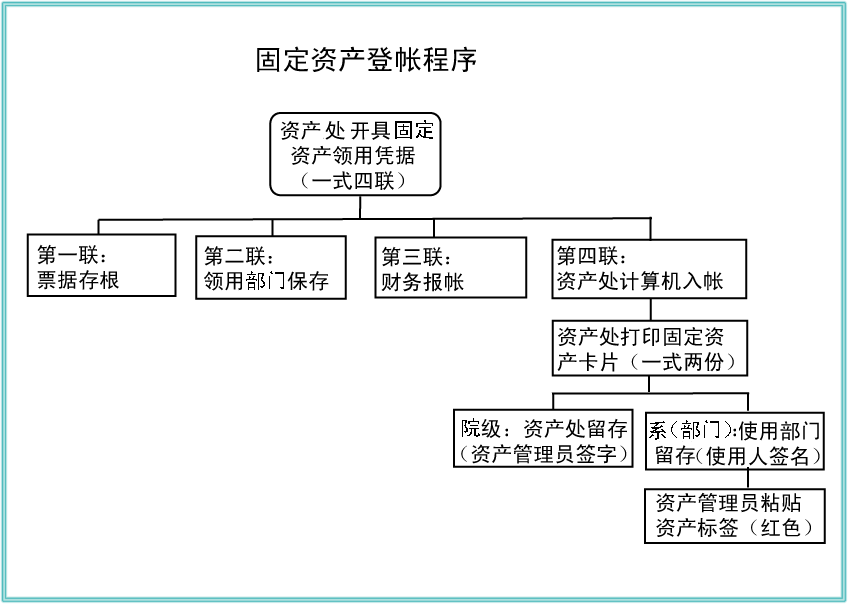 固定资产登帐程序
资产处开具固定
资产领用凭据
（一式四联）
第一联：
票据存根
第二联：
领用部门保存
第三联：
财务报帐
第四联：
资产处计算机入帐
资产处打印固定资
产卡片（一式两份）
院级：资产处留存
（资产管理员签字）
系（部门）：使用部门
留存（使用人签名）
资产管理员粘贴
资产标签（红色）